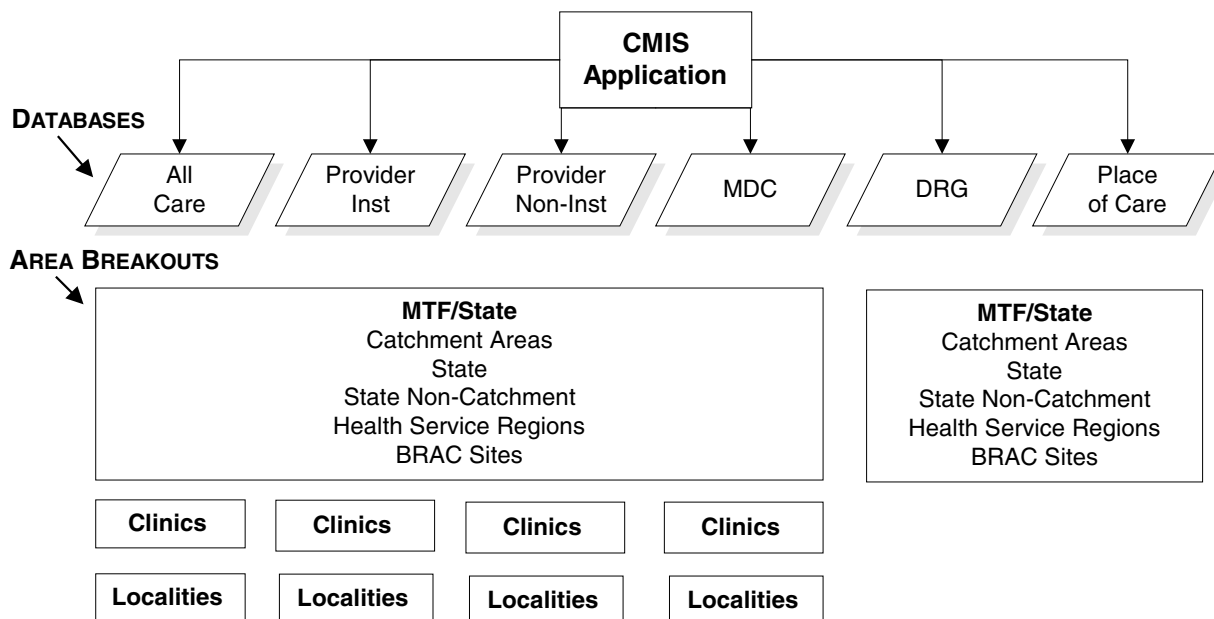 CMIS
Application
DATABASES
All
Care
Provider
Inst
Provider
Non-Inst
MDC
DRG
Place
of Care
AREA BREAKOUTS
MTF/State
Catchment Areas
State
State Non-Catchment
Health Service Regions
BRAC Sites
MTF/State
Catchment Areas
State
State Non-Catchment
Health Service Regions
BRAC Sites
Clinics
Clinics
Clinics
Clinics
Localities
Localities
Localities
Localities